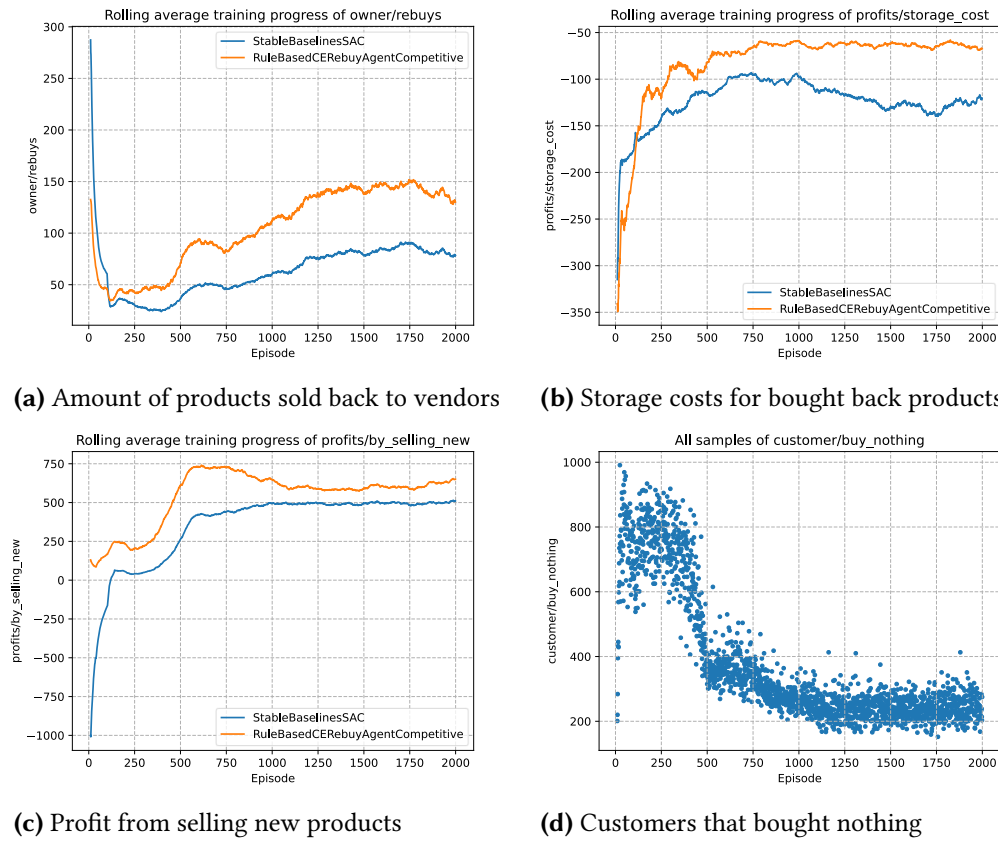 Rolling average training progress of owner/rebuys
300
250
200
150
100
50
owner/rebuys
StableBaselinesSAC
RuleBasedCERebuyAgentCompetitive
0 250 500 750 1000 1250 1500 1750 2000
Episode
(a) Amount of products sold back to vendors
Rolling average training progress of profits/storage_cost
−50
−100
−150
−200
−250
−300
−350
profits/storage_cost
StableBaselinesSAC
RuleBasedCERebuyAgentCompetitive
0 250 500 750 1000 1250 1500 1750 2000
Episode
(b) Storage costs for bought back products
Rolling average training progress of profits/by_selling_new
750
500
250
0
−250
−500
−750
−1000
profits/by_selling_new
StableBaselinesSAC
RuleBasedCERebuyAgentCompetitive
0 250 500 750 1000 1250 1500 1750 2000
Episode
(c) Profit from selling new products
All samples of customer/buy_nothing
1000
800
600
400
200
customer/buy_nothing
0 250 500 750 1000 1250 1500 1750 2000
Episode
(d) Customers that bought nothing